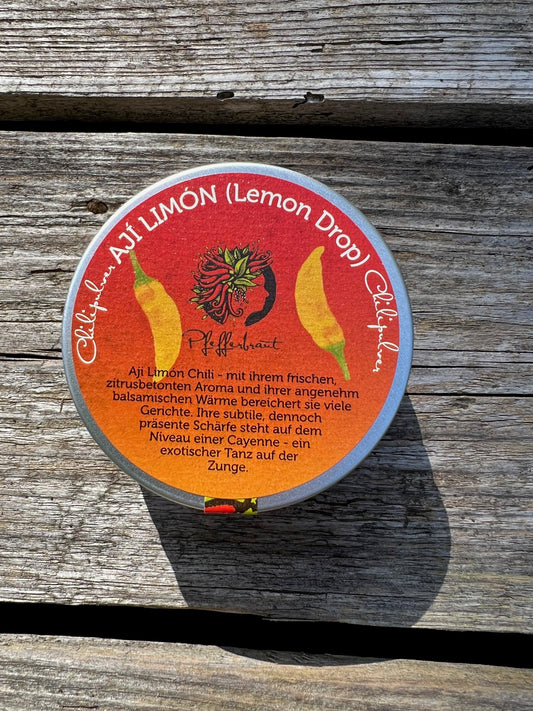 Chilipulver AJÍ LIMÓN (Lemon Drop) Chilipulver
Pfefferbraut
Aji Limon Chili - mit ihrem frischen,
zitrusbetonten Aroma und ihrer angenehm
balsamischen Wärme bereichert sie viele
Gerichte. Ihre subtile, dennoch
präsente Schärfe steht auf dem
Niveau einer Cayenne - ein
exotischer Tanz auf der
Zunge.